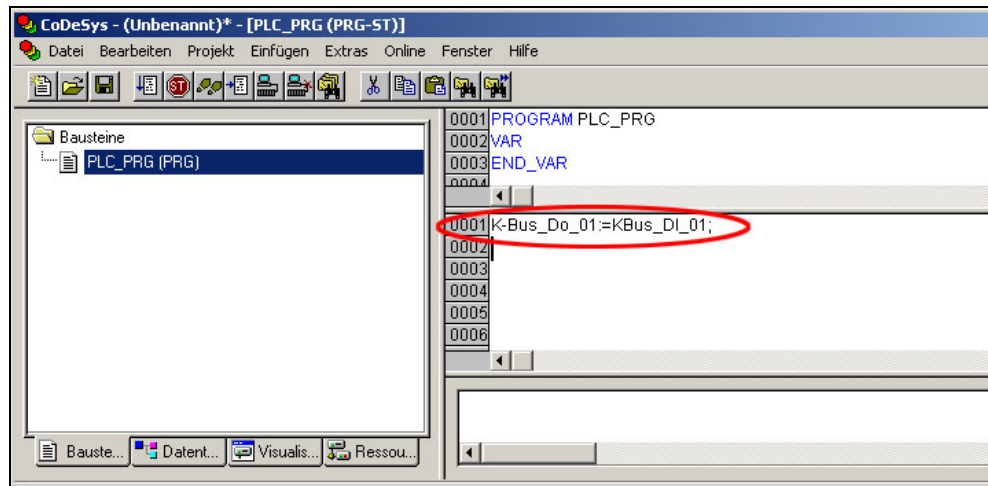 CoDeSys - (Unbenannt)* - [PLC_PRG (PRG-ST)]
Datei Bearbeiten Projekt Einfügen Extras Online Fenster Hilfe
Bausteine
PLC_PRG (PRG)
0001 PROGRAM PLC_PRG
0002 VAR
0003 END_VAR
0004
0001 K-Bus_Do_01:=KBus_DI_01;
0002
0003
0004
0005
0006
Bauste... Datent... Visualis... Ressou...